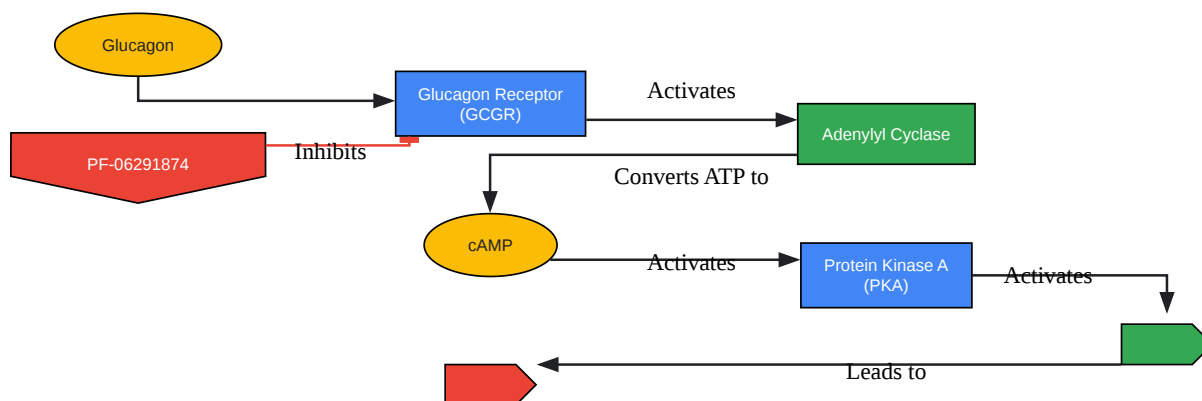 Glucagon
Glucagon Receptor
(GCGR)
Activates
Adenylyl Cyclase
PF-06291874
Inhibits
Converts ATP to
cAMP
Activates
Protein Kinase A
(PKA)
Activates
Leads to